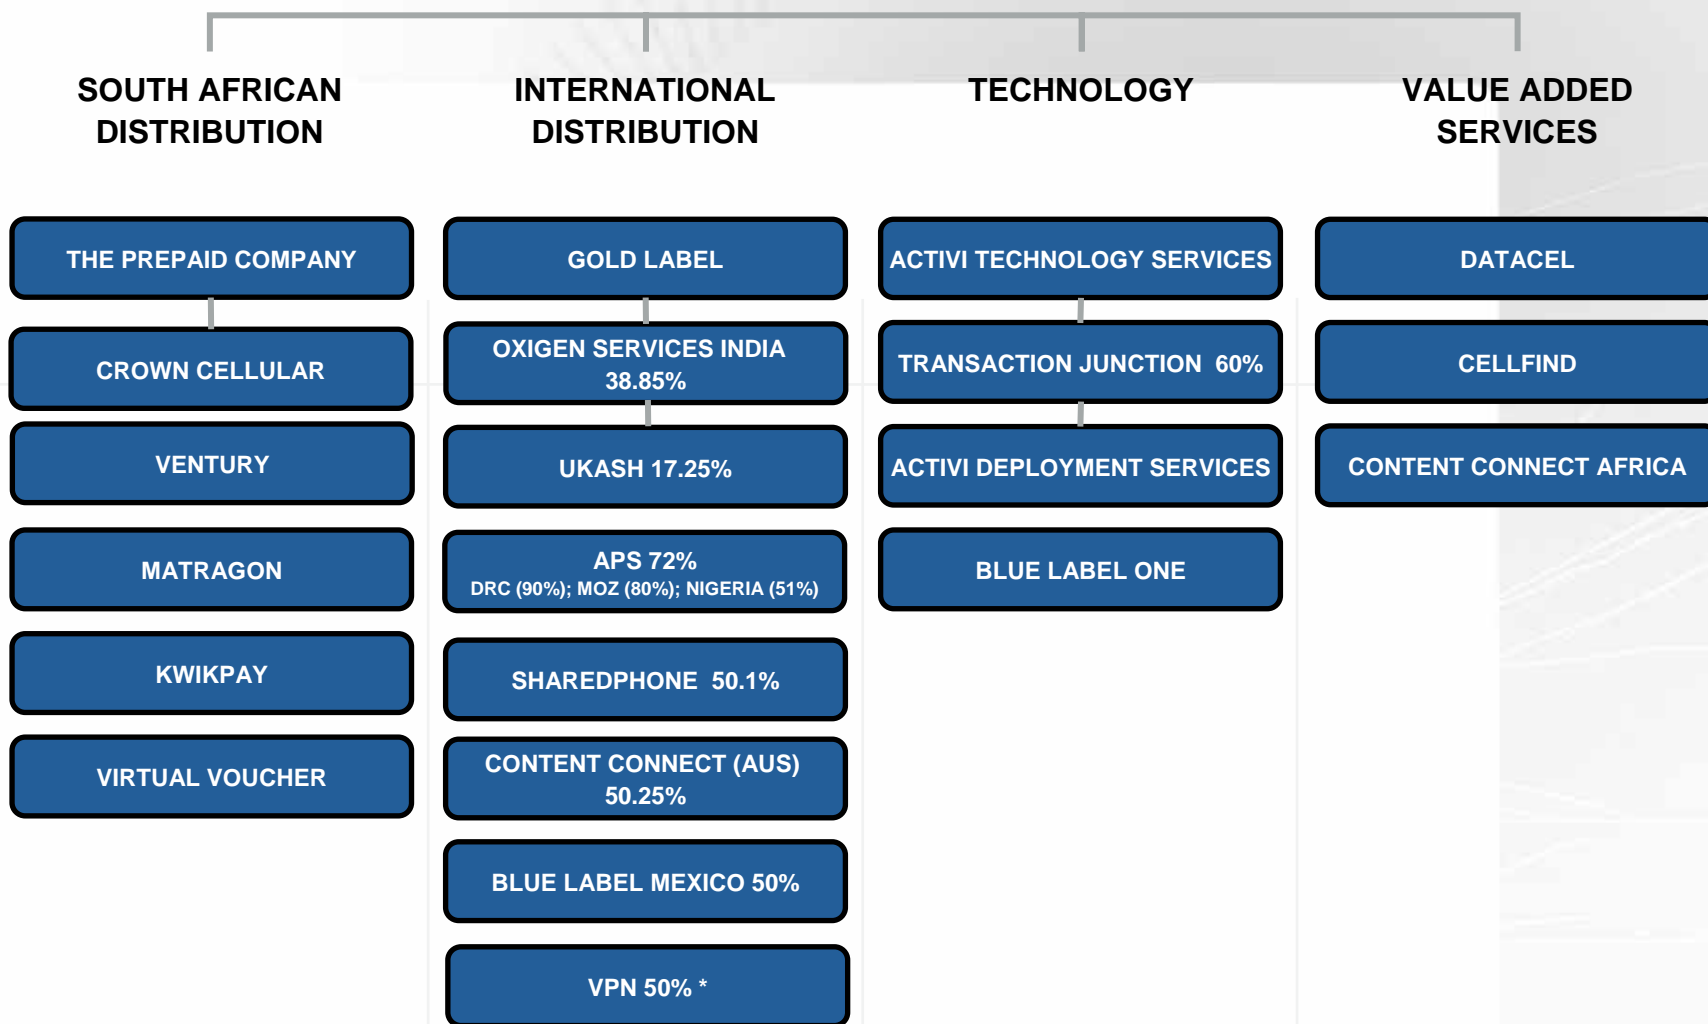 SOUTH AFRICAN
DISTRIBUTION
THE PREPAID COMPANY
CROWN CELLULAR
VENTURY
MATRAGON
KWIKPAY
VIRTUAL VOUCHER
INTERNATIONAL
DISTRIBUTION
GOLD LABEL
OXIGEN SERVICES INDIA
38.85%
UKASH 17.25%
APS 72%
DRC (90%); MOZ (80%); NIGERIA (51%)
SHAREDPHONE 50.1%
CONTENT CONNECT (AUS)
50.25%
BLUE LABEL MEXICO 50%
VPN 50% *
TECHNOLOGY
ACTIVI TECHNOLOGY SERVICES
TRANSACTION JUNCTION 60%
ACTIVI DEPLOYMENT SERVICES
BLUE LABEL ONE
VALUE ADDED
SERVICES
DATACEL
CELLFIND
CONTENT CONNECT AFRICA